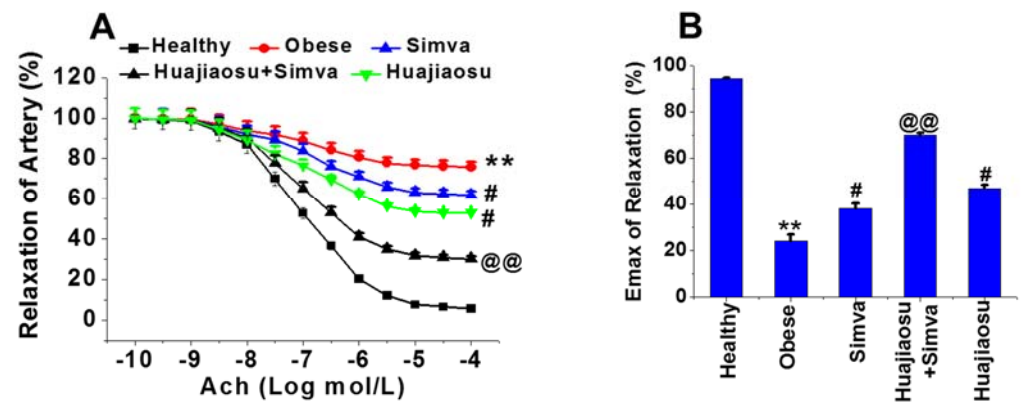 A
Healthy Obese Simva
Huajiaosu+Simva Huajiaosu
Relaxation of Artery (%)
120
100
80
60
40
20
0
**
#
#
@@
-10 -9 -8 -7 -6 -5 -4
Ach (Log mol/L)
B
Emax of Relaxation (%)
100
80
60
40
20
0
**
#
@@
#
Healthy
Obese
Simva
Huajiaosu
+Simva
Huajiaosu